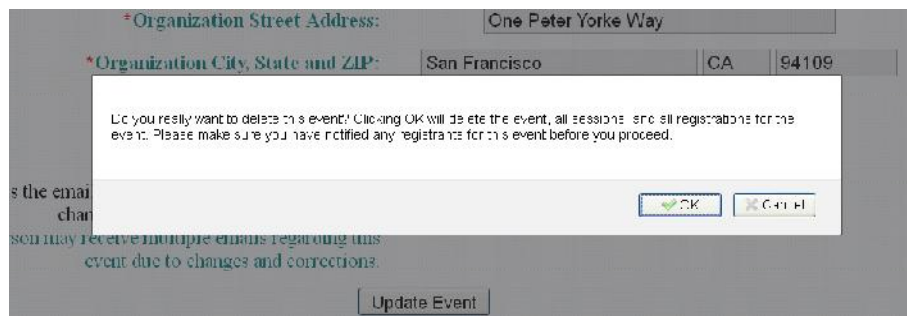 *Organization Street Address: One Peter Yorke Way
*Organization City, State and ZIP: San Francisco CA 94109
Do you really want to delete this event? Clicking OK will delete the event, all sessions, and all registrations for the
event. Please make sure you have notified any registrants for this event before you proceed.
s the emai
chan
OK Cancel
son may receive multiple emails regarding this
event due to changes and corrections.
Update Event